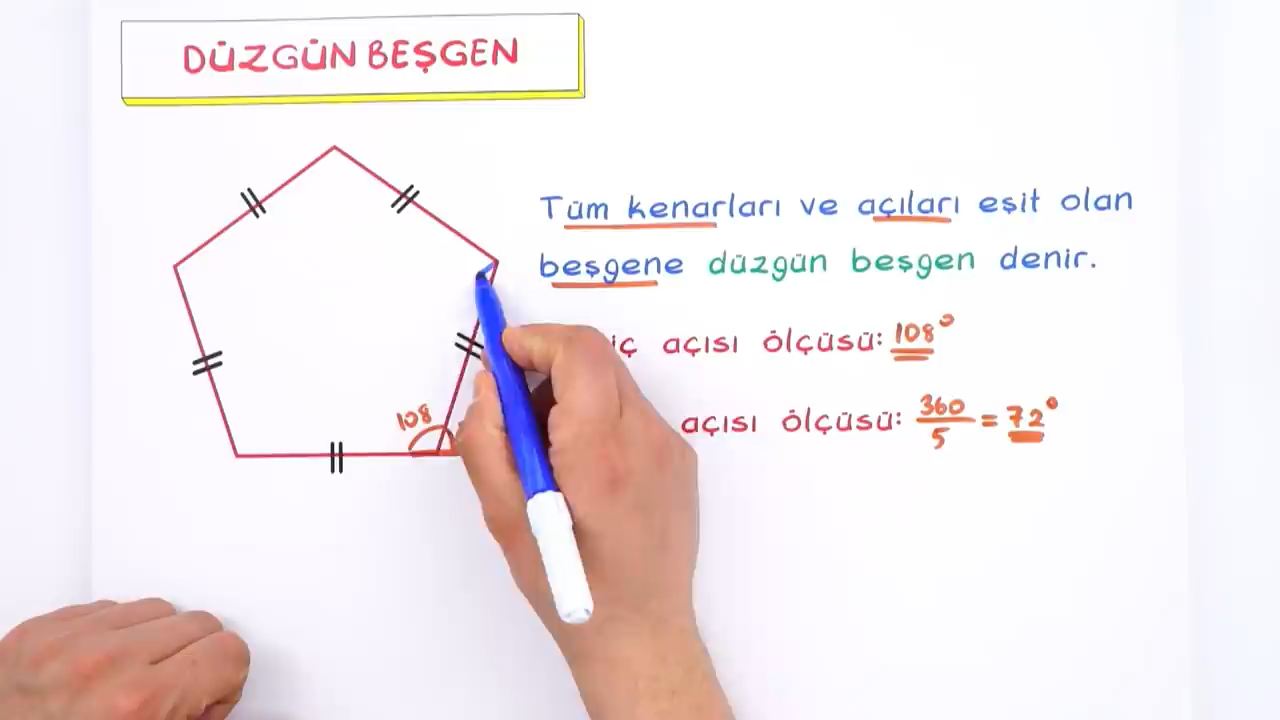 DÜZGÜN BEŞGEN
Tüm kenarları ve açıları eşit olan
beşgene düzgün beşgen denir.
iç açısı ölçüsü: 108°
açısı ölçüsü: 360/5 = 72°
108